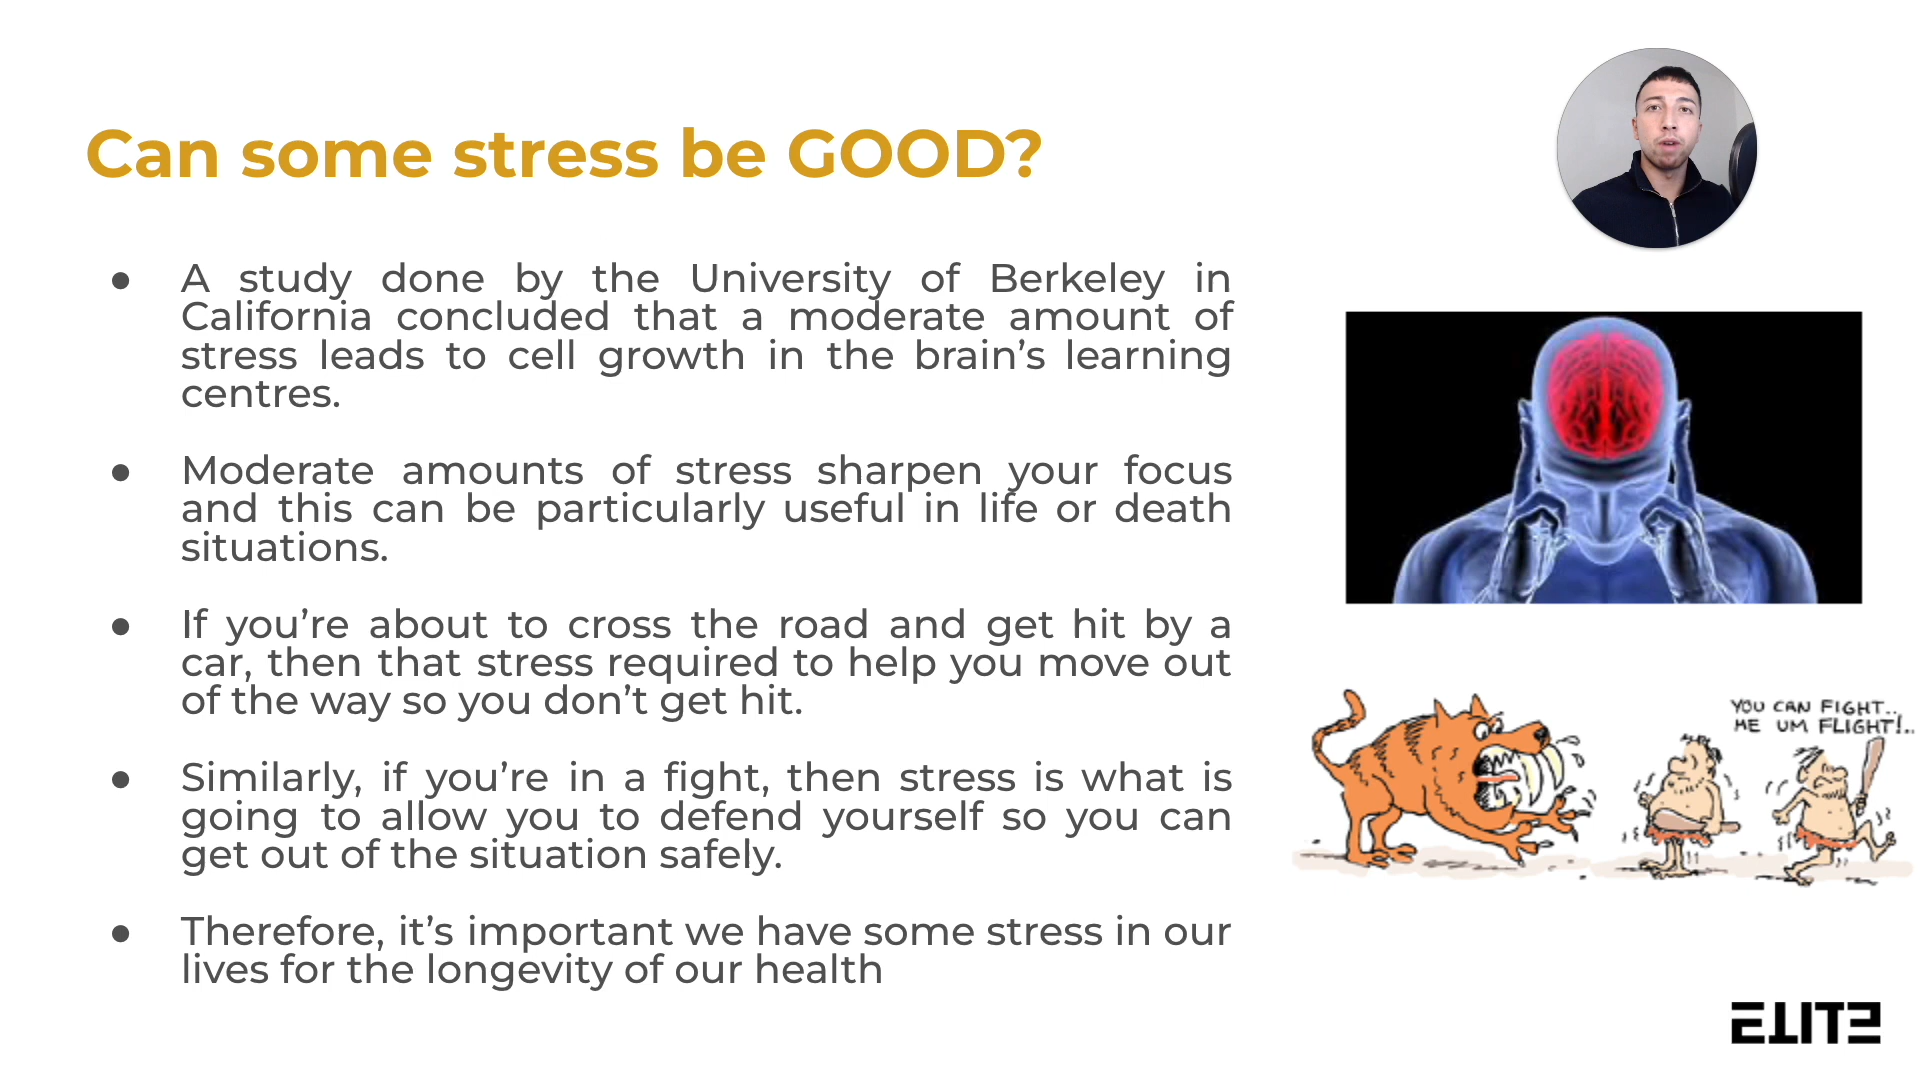 Can some stress be GOOD?
● A study done by the University of Berkeley in
California concluded that a moderate amount of
stress leads to cell growth in the brain’s learning
centres.
● Moderate amounts of stress sharpen your focus
and this can be particularly useful in life or death
situations.
● If you’re about to cross the road and get hit by a
car, then that stress required to help you move out
of the way so you don’t get hit.
● Similarly, if you’re in a fight, then stress is what is
going to allow you to defend yourself so you can
get out of the situation safely.
● Therefore, it’s important we have some stress in our
lives for the longevity of our health
YOU CAN FIGHT..
ME UM FLIGHT!..
ELITE